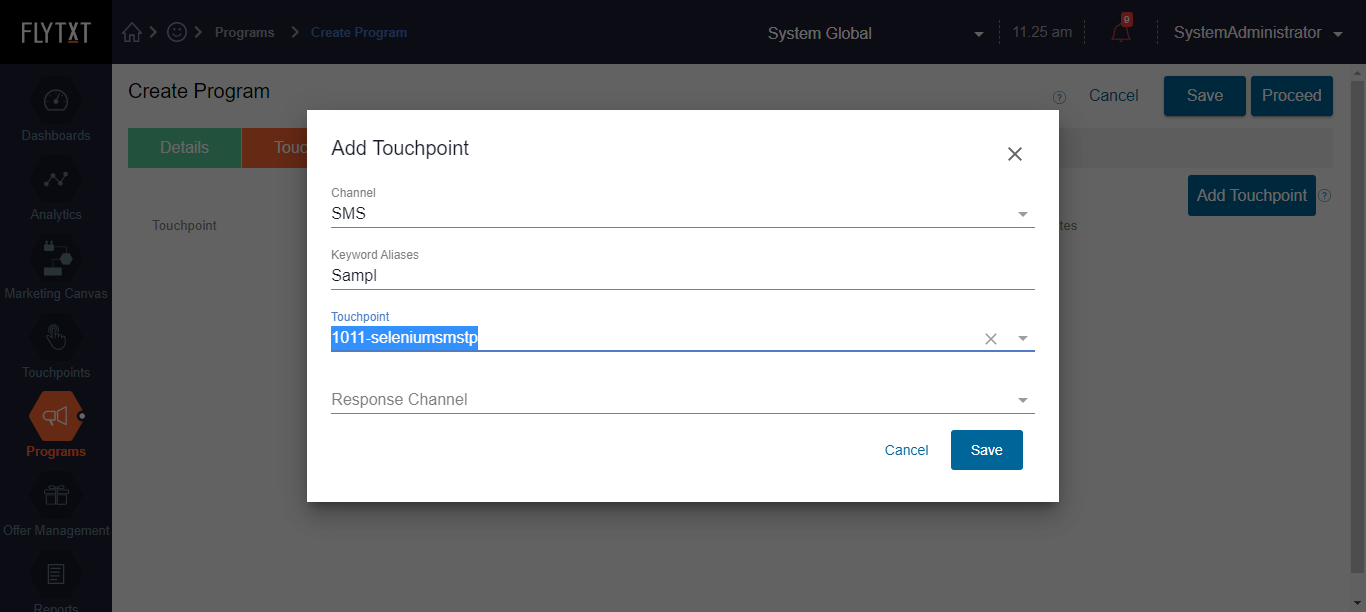 FLYTXT
Programs
Create Program
System Global
11.25 am
9
SystemAdministrator
Dashboards
Analytics
Marketing Canvas
Touchpoints
Programs
Offer Management
Reports
Create Program
?
Cancel
Save
Proceed
Details
Touc
Add Touchpoint
?
Touchpoint
tes
Add Touchpoint
Channel
SMS
Keyword Aliases
Sampl
Touchpoint
1011-seleniumsmstp
Response Channel
Cancel
Save